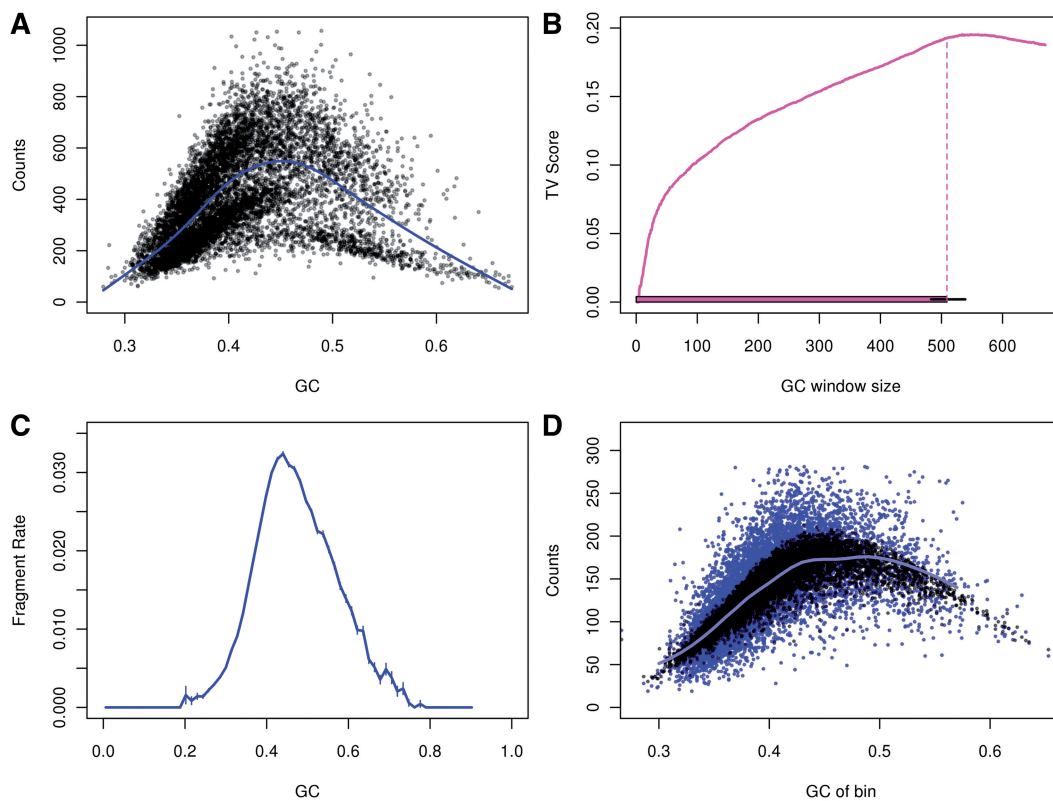 A
1000
800
600
400
200
0
Counts
0.3 0.4 0.5 0.6
GC
B
0.20
0.15
0.10
0.05
0.00
TV Score
0 100 200 300 400 500 600
GC window size
C
0.030
0.020
0.010
0.000
Fragment Rate
0.0 0.2 0.4 0.6 0.8 1.0
GC
D
300
250
200
150
100
50
0
Counts
0.3 0.4 0.5 0.6
GC of bin